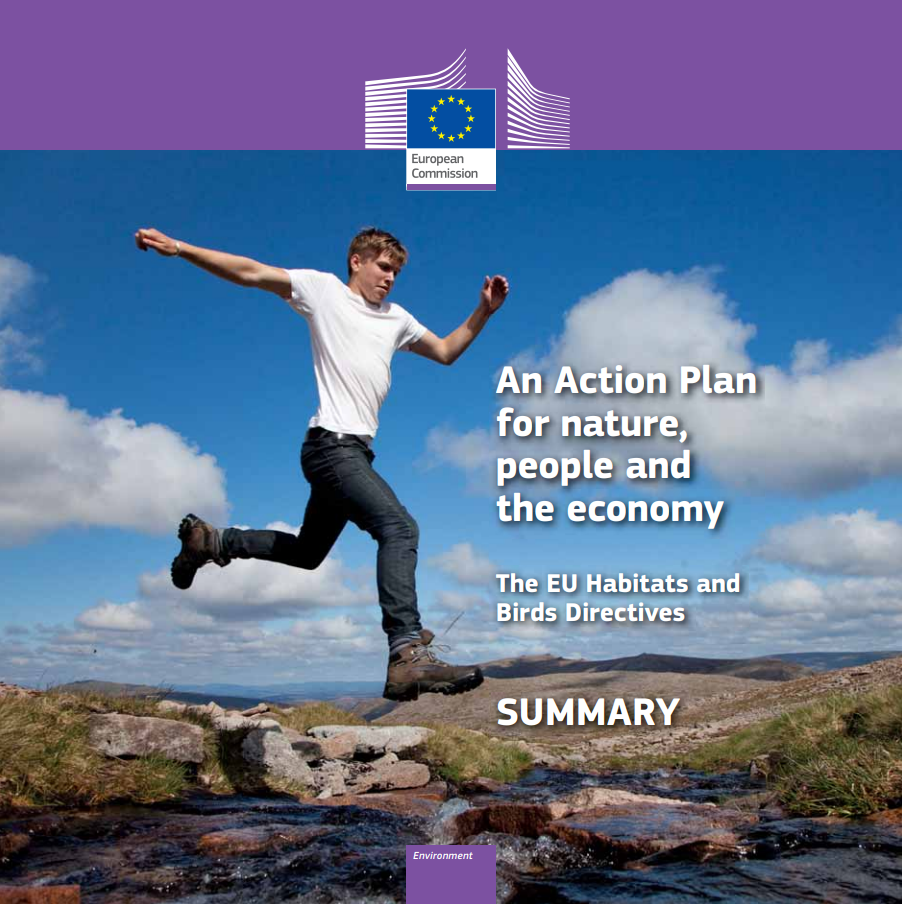 European
Commission
An Action Plan
for nature,
people and
the economy
The EU Habitats and
Birds Directives
SUMMARY
Environment